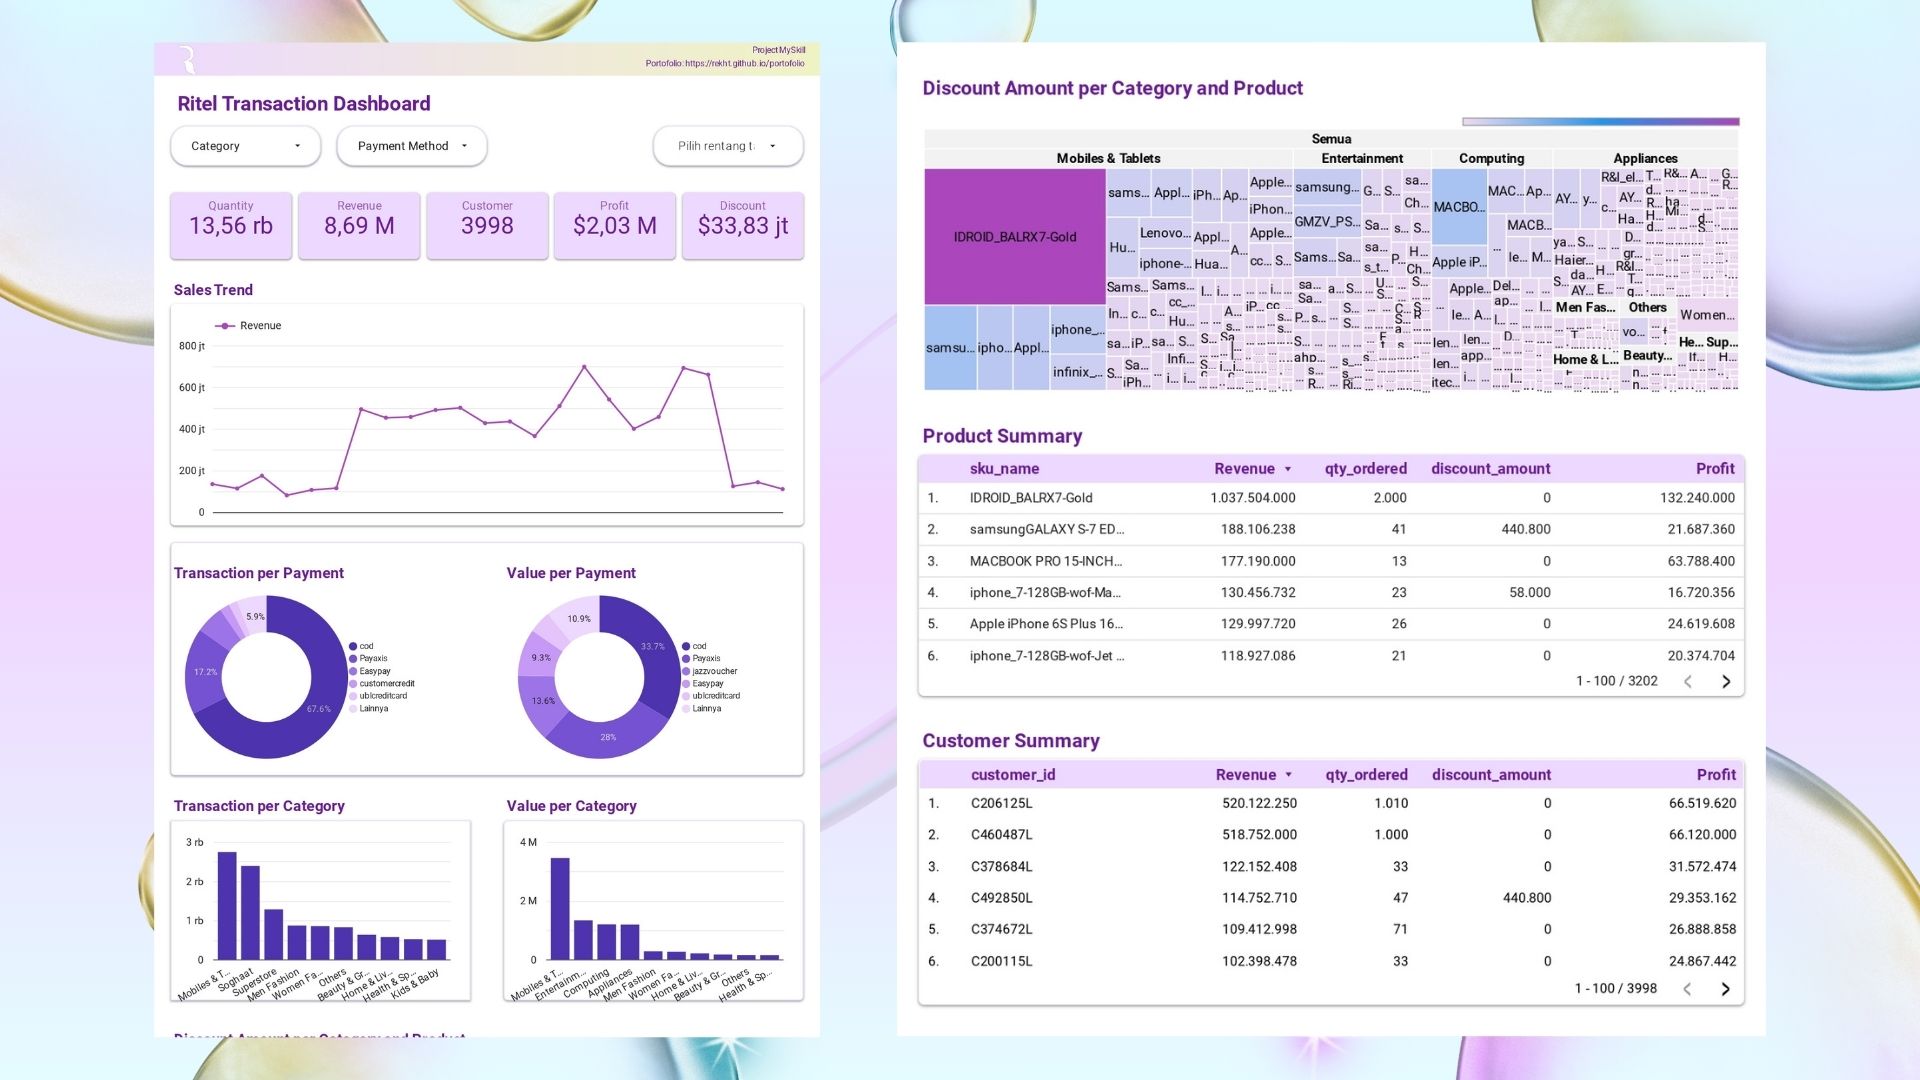 ProjectMySkill
Portofolio: https://rekht.github.io/portofolio
Ritel Transaction Dashboard
Category
Payment Method
Pilih rentang t
Quantity
13,56 rb
Revenue
8,69 M
Customer
3998
Profit
$2,03 M
Discount
$33,83 jt
Sales Trend
Revenue
800 jt
600 jt
400 jt
200 jt
0
Transaction per Payment
5.9%
17.2%
67.6%
cod
Payaxis
Easypay
customercredit
ublcreditcard
Lainnya
Value per Payment
10.9%
33.7%
9.3%
13.6%
28%
cod
Payaxis
jazzvoucher
Easypay
ublcreditcard
Lainnya
Transaction per Category
3 rb
2 rb
1 rb
0
Mobiles & T...
Soghaat
Superstore
Men Fashion
Women Fa...
Others
Beauty & Gr...
Home & Liv...
Health & Sp...
Kids & Baby
Value per Category
4 M
2 M
0
Mobiles & T...
Entertainm...
Computing
Appliances
Men Fashion
Women Fa...
Home & Liv...
Beauty & Gr...
Others
Health & Sp...
Discount Amount per Category and Product
Discount Amount per Category and Product
Semua
Mobiles & Tablets
Entertainment
Computing
Appliances
IDROID_BALRX7-Gold
sams...
Appl...
iPh...
Ap...
Apple...
iPhon...
Hu...
Lenovo...
iphone-...
Appl...
Hua...
A...
Apple...
cc...
S...
samsu...
ipho...
Appl...
iphone_...
infinix_...
Sams...
Sams...
samsung...
GMZV_PS...
Sams...
Sa...
G...
S...
sa...
Ch...
MACBO...
MAC...
Ap...
MACB...
Apple iP...
le...
M...
Apple...
Del...
ap...
AY...
y...
R&I_el...
AY...
Ha...
ya...
S...
Haier...
da...
H...
R&I...
AY...
E...
Men Fas...
Others
vo...
Women...
He...
Sup...
Home & L...
Beauty...
Product Summary
sku_name Revenue qty_ordered discount_amount Profit
1. IDROID_BALRX7-Gold 1.037.504.000 2.000 0 132.240.000
2. samsungGALAXY S-7 ED... 188.106.238 41 440.800 21.687.360
3. MACBOOK PRO 15-INCH... 177.190.000 13 0 63.788.400
4. iphone_7-128GB-wof-Ma... 130.456.732 23 58.000 16.720.356
5. Apple iPhone 6S Plus 16... 129.997.720 26 0 24.619.608
6. iphone_7-128GB-wof-Jet ... 118.927.086 21 0 20.374.704
1 - 100 / 3202
Customer Summary
customer_id Revenue qty_ordered discount_amount Profit
1. C206125L 520.122.250 1.010 0 66.519.620
2. C460487L 518.752.000 1.000 0 66.120.000
3. C378684L 122.152.408 33 0 31.572.474
4. C492850L 114.752.710 47 440.800 29.353.162
5. C374672L 109.412.998 71 0 26.888.858
6. C200115L 102.398.478 33 0 24.867.442
1 - 100 / 3998